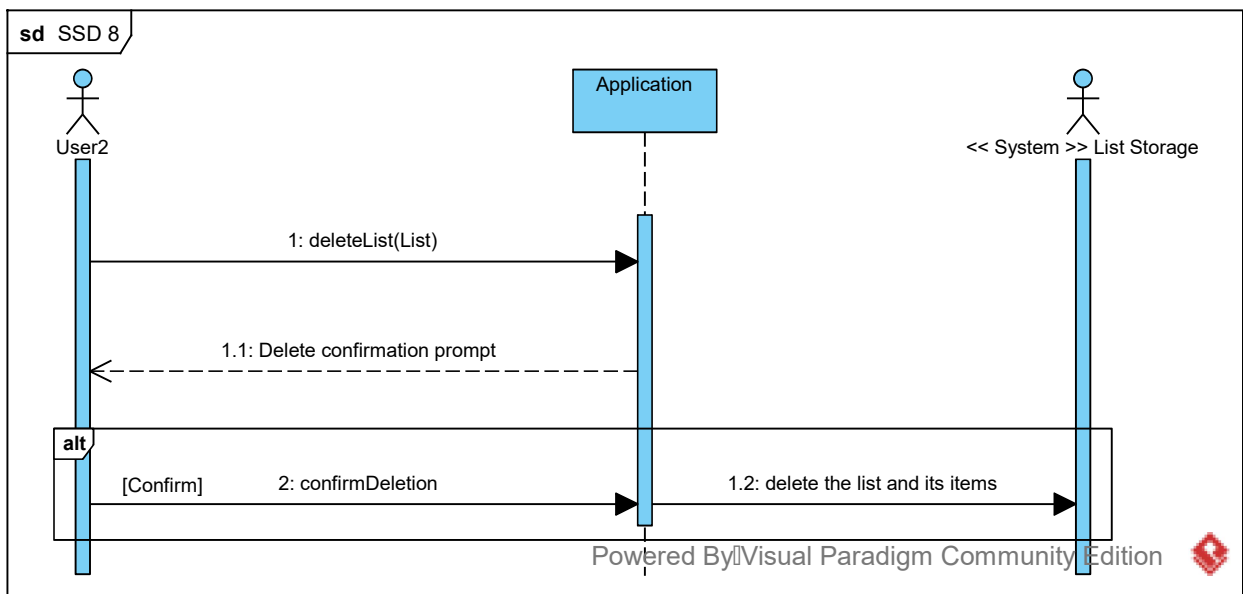 sd SSD 8
Application
User2
<< System >> List Storage
1: deleteList(List)
1.1: Delete confirmation prompt
alt
[Confirm]
2: confirmDeletion
1.2: delete the list and its items
Powered By Visual Paradigm Community Edition